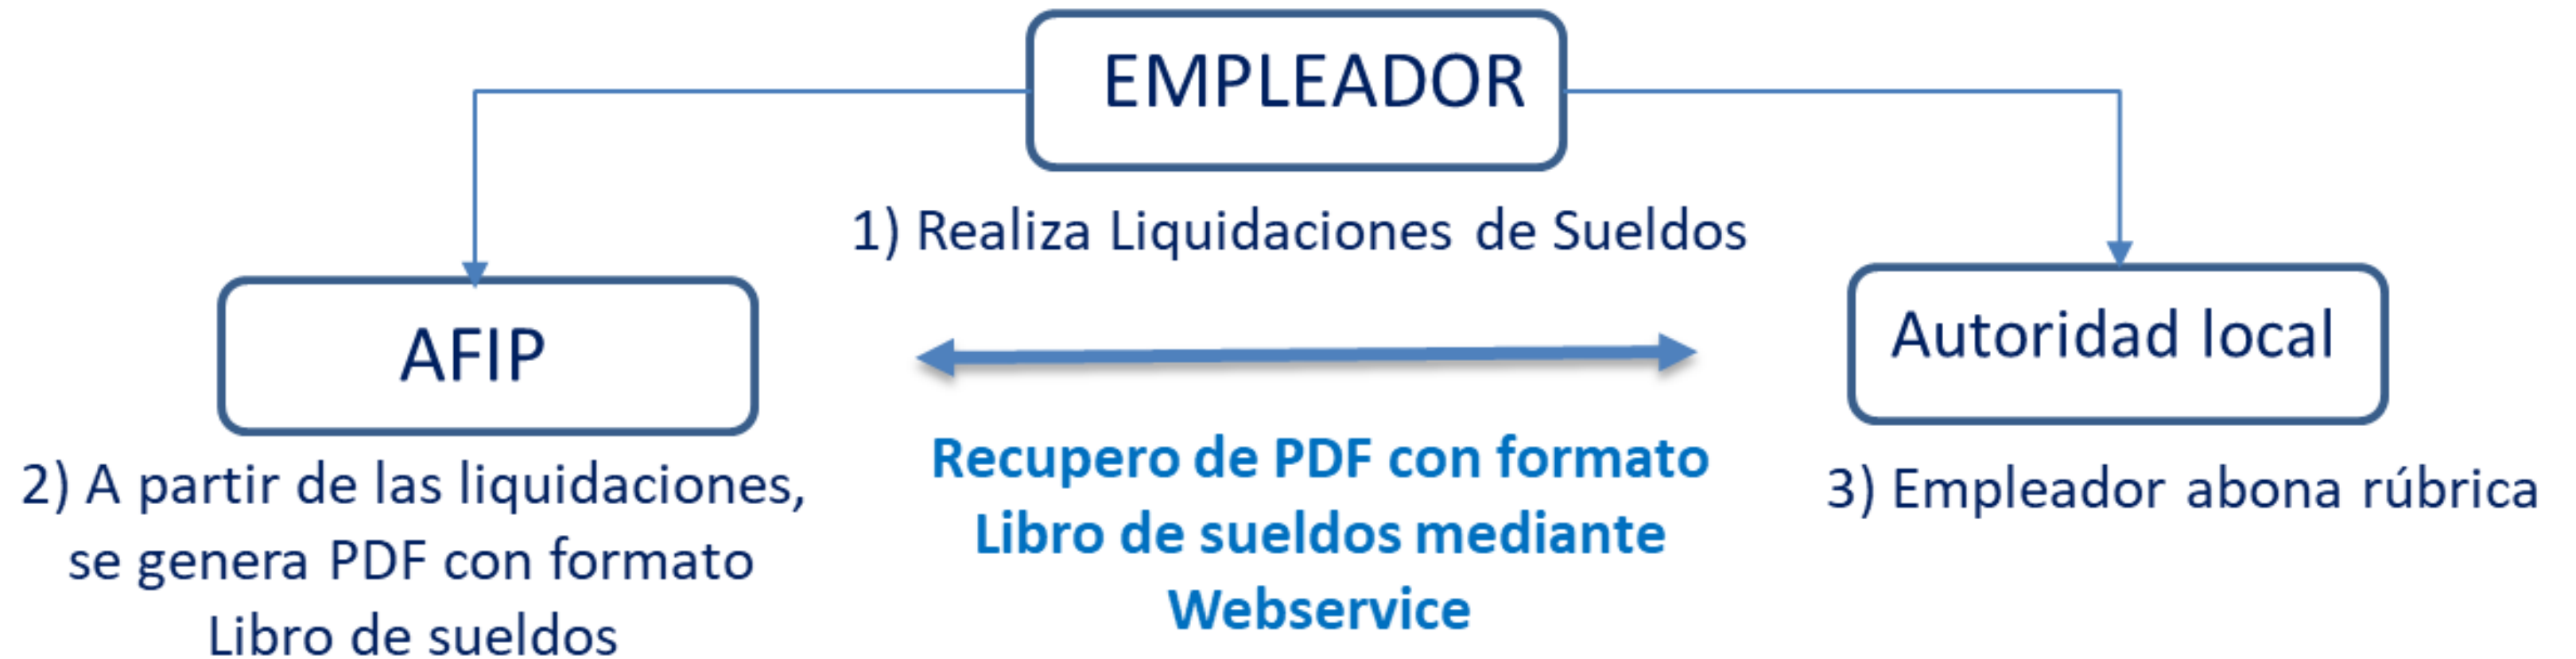 EMPLEADOR
1) Realiza Liquidaciones de Sueldos
AFIP
2) A partir de las liquidaciones,
se genera PDF con formato
Libro de sueldos
Recupero de PDF con formato
Libro de sueldos mediante
Webservice
Autoridad local
3) Empleador abona rúbrica